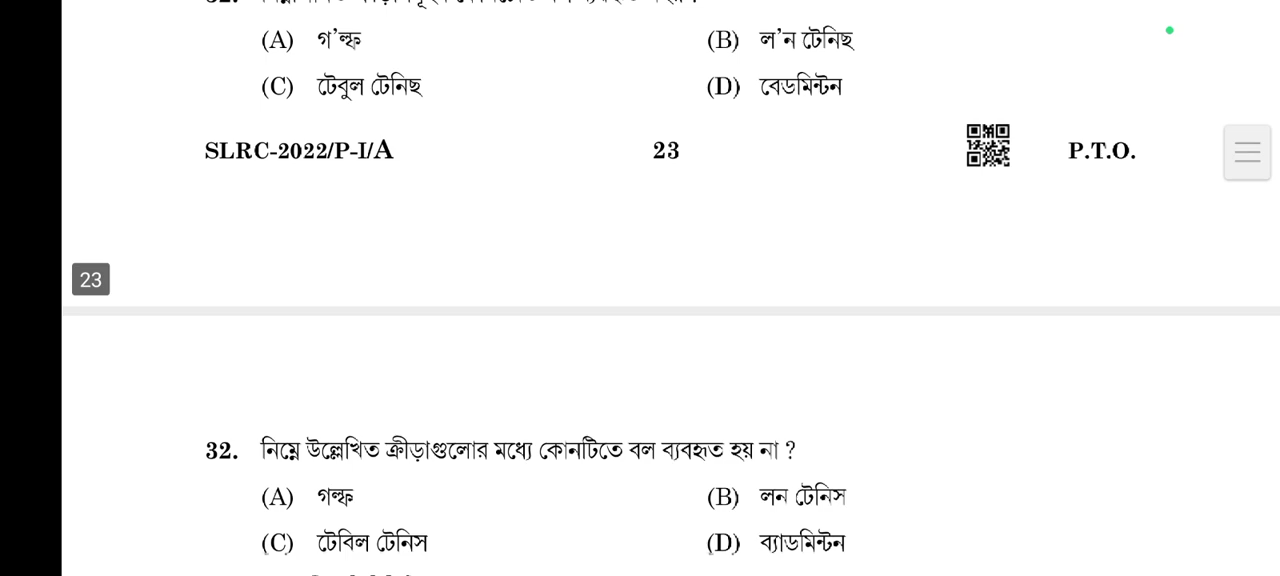 (A) গ'ল্ফ (B) ল'ন টেনিছ
(C) টেবুল টেনিছ (D) বেডমিন্টন
SLRC-2022/P-I/A 23 P.T.O.
23
32. নিম্নে উল্লেখিত ক্রীড়াগুলোর মধ্যে কোনটিতে বল ব্যবহৃত হয় না ?
(A) গল্ফ (B) লন টেনিস
(C) টেবিল টেনিস (D) ব্যাডমিন্টন